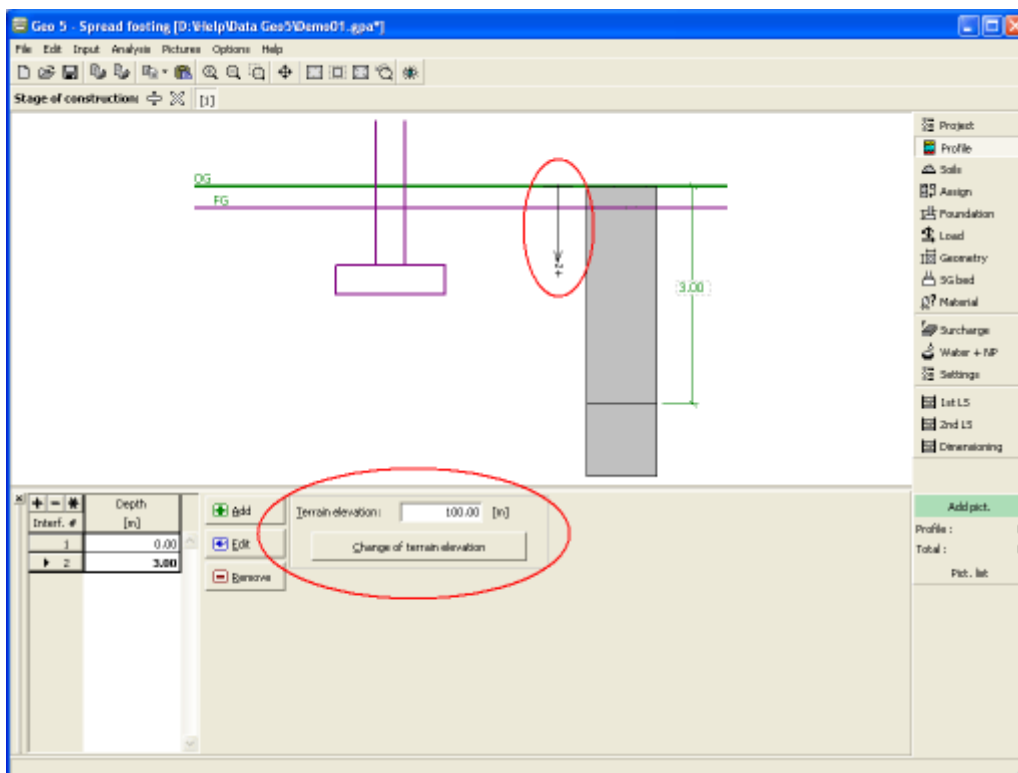 Geo 5 - Spread footing [D:\Help\Data Geo5\Demo01.gpa*]
File Edit Input Analysis Pictures Options Help
Stage of construction: [1]
OG
FG
+z
3.00
Project
Profile
Soils
Assign
Foundation
Load
Geometry
SG bed
Material
Surcharge
Water + NP
Settings
1st LS
2nd LS
Dimensioning
Add pict.
Profile :
Total :
Pict. list
Interf. # Depth [m]
1 0.00
2 3.00
Add
Edit
Remove
Terrain elevation : 100.00 [m]
Change of terrain elevation